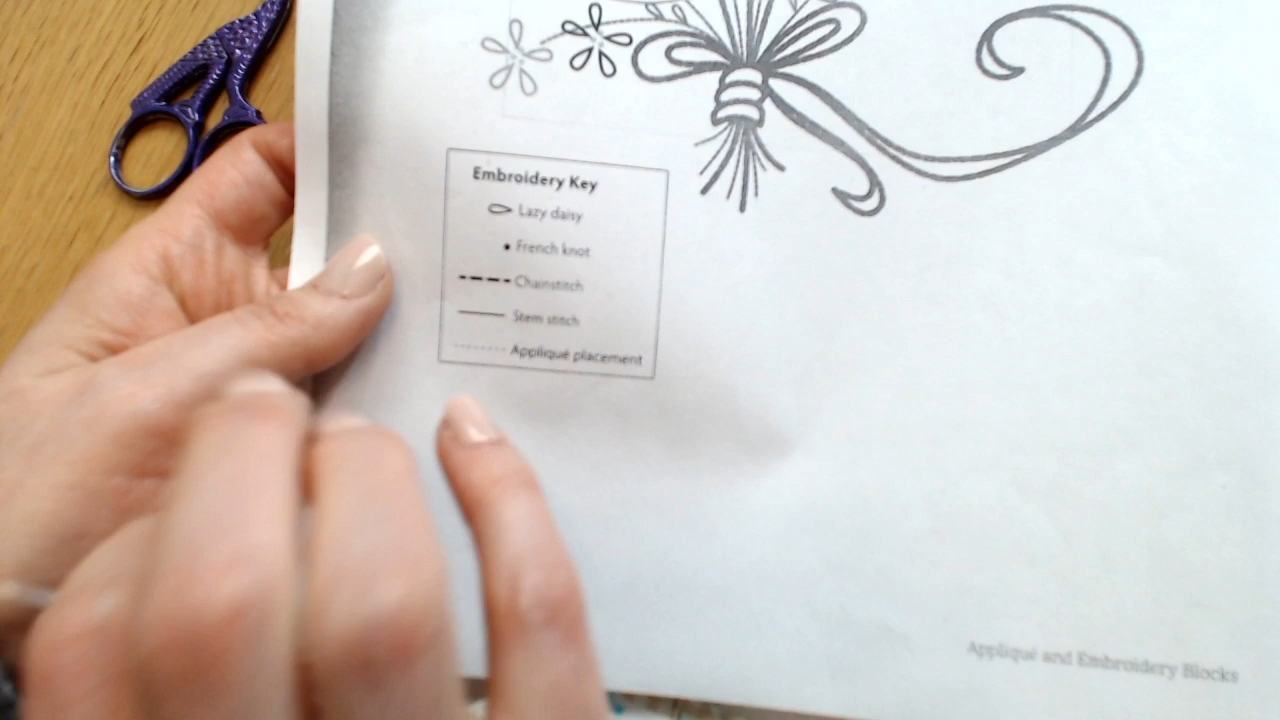 Embroidery Key
Lazy daisy
French knot
Chainstitch
Stem stitch
Appliqué placement
Appliqué and Embroidery Blocks